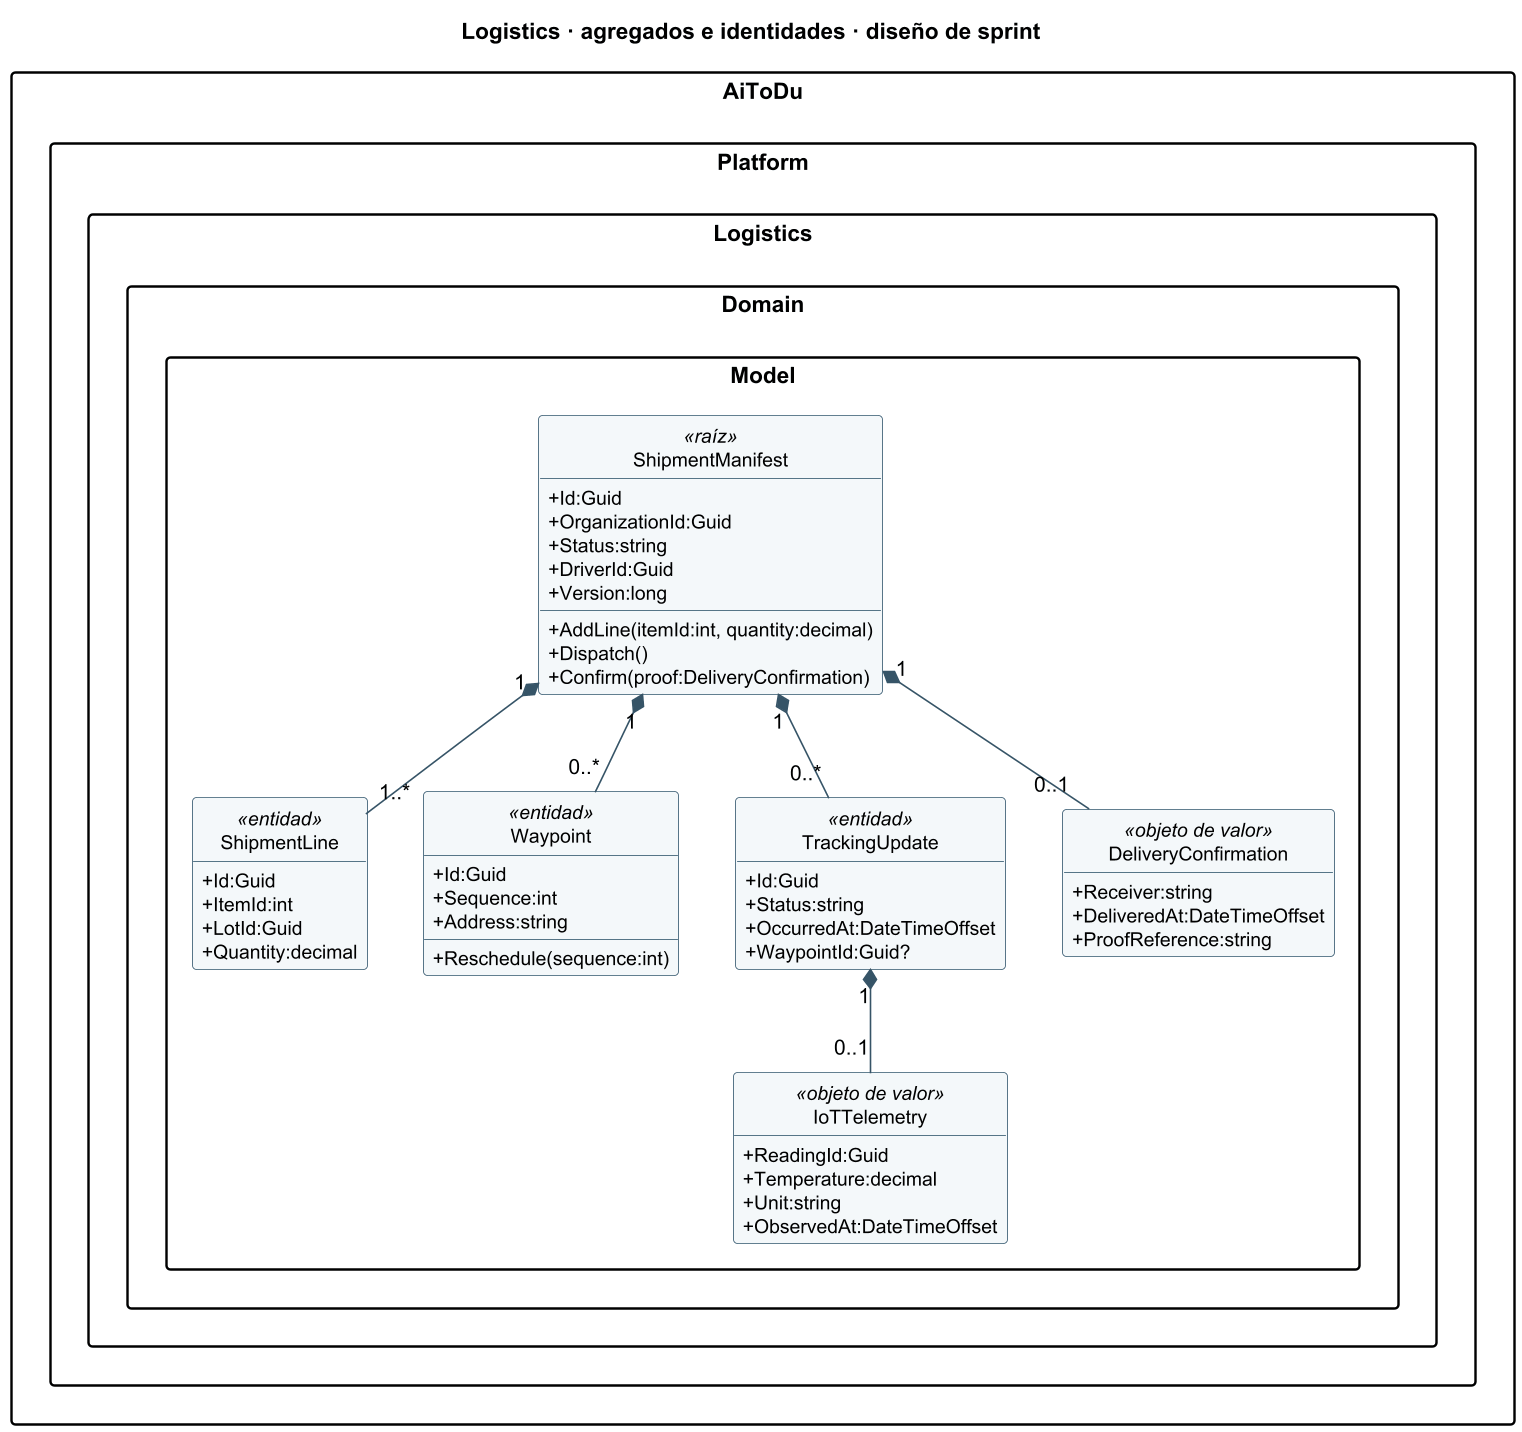 Logistics · agregados e identidades · diseño de sprint
AiToDu
Platform
Logistics
Domain
Model
«raíz»
ShipmentManifest
+Id:Guid
+OrganizationId:Guid
+Status:string
+DriverId:Guid
+Version:long
+AddLine(itemId:int, quantity:decimal)
+Dispatch()
+Confirm(proof:DeliveryConfirmation)
1
1
1
1
1..*
0..*
0..*
0..1
«entidad»
ShipmentLine
+Id:Guid
+ItemId:int
+LotId:Guid
+Quantity:decimal
«entidad»
Waypoint
+Id:Guid
+Sequence:int
+Address:string
+Reschedule(sequence:int)
«entidad»
TrackingUpdate
+Id:Guid
+Status:string
+OccurredAt:DateTimeOffset
+WaypointId:Guid?
«objeto de valor»
DeliveryConfirmation
+Receiver:string
+DeliveredAt:DateTimeOffset
+ProofReference:string
1
0..1
«objeto de valor»
IoTTelemetry
+ReadingId:Guid
+Temperature:decimal
+Unit:string
+ObservedAt:DateTimeOffset